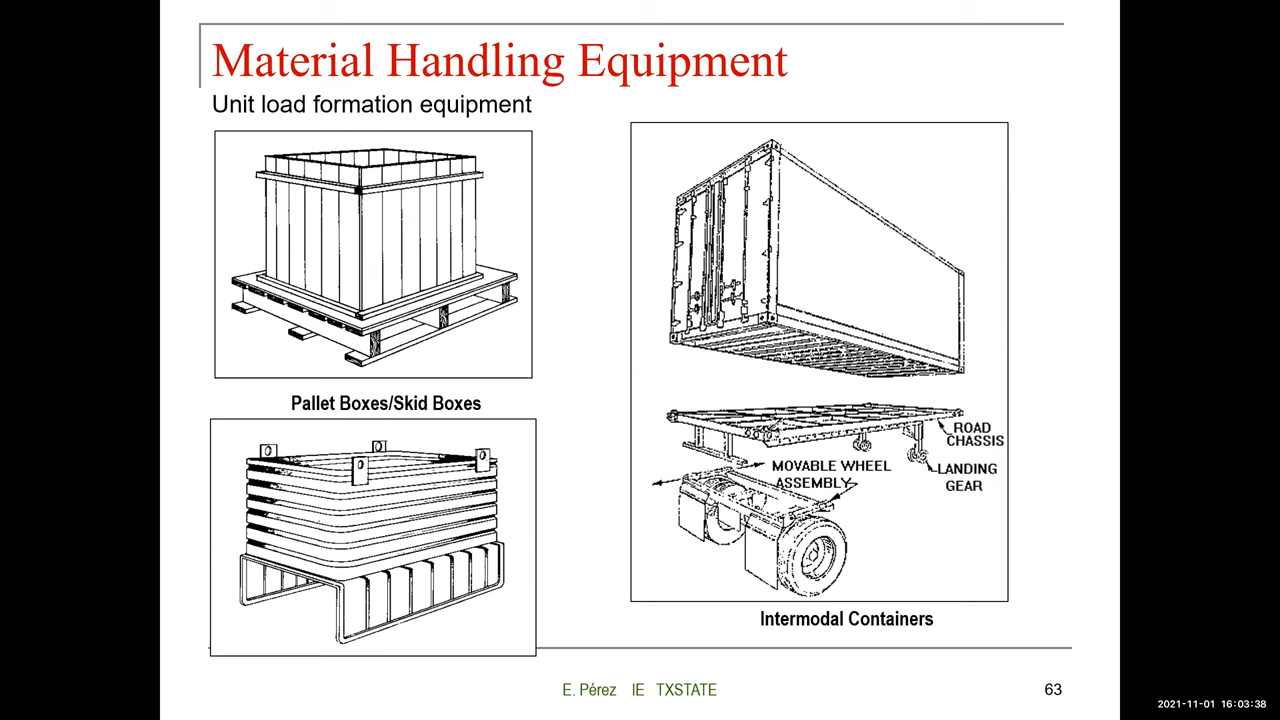 Material Handling Equipment
Unit load formation equipment
Pallet Boxes/Skid Boxes
ROAD
CHASSIS
MOVABLE WHEEL
ASSEMBLY
LANDING
GEAR
Intermodal Containers
E. Pérez IE TXSTATE
63
2021-11-01 16:03:38